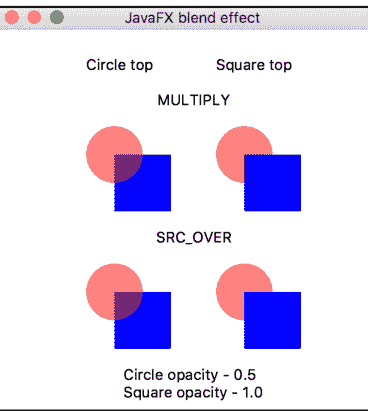 JavaFX blend effect
Circle top Square top
MULTIPLY
SRC_OVER
Circle opacity - 0.5
Square opacity - 1.0